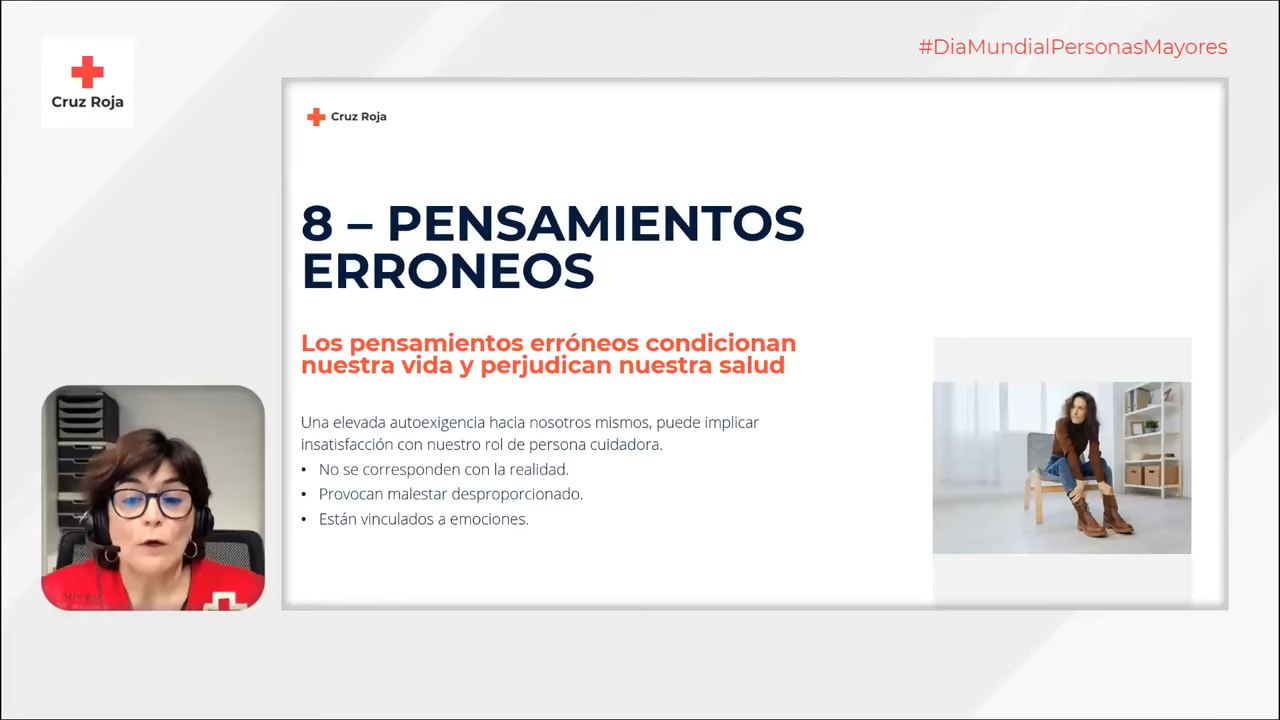 Cruz Roja
#DiaMundialPersonasMayores
Cruz Roja
8 – PENSAMIENTOS
ERRONEOS
Los pensamientos erróneos condicionan
nuestra vida y perjudican nuestra salud
Una elevada autoexigencia hacia nosotros mismos, puede implicar
insatisfacción con nuestro rol de persona cuidadora.
• No se corresponden con la realidad.
• Provocan malestar desproporcionado.
• Están vinculados a emociones.